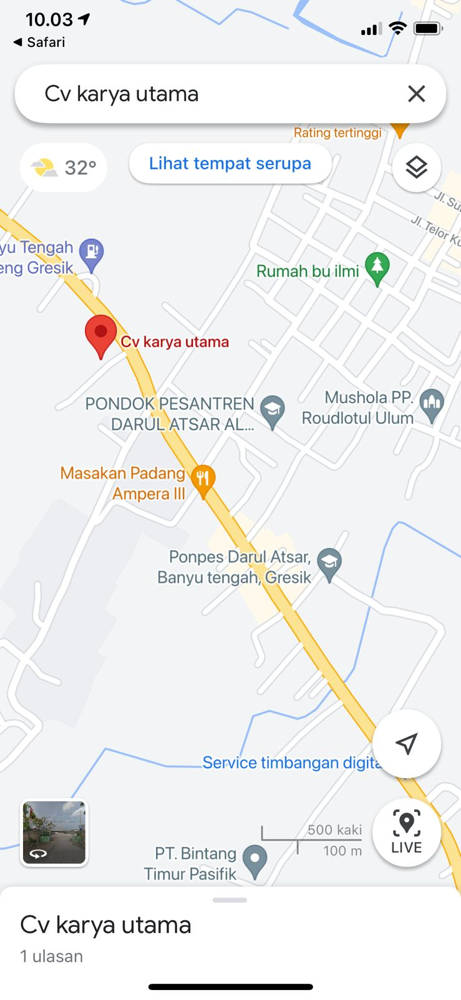 10.03
Safari
Cv karya utama
Rating tertinggi
32°
Lihat tempat serupa
Jl. Su
Jl. Telor Ku
yu Tengah
eng Gresik
Rumah bu ilmi
Cv karya utama
PONDOK PESANTREN
DARUL ATSAR AL...
Mushola PP.
Roudlotul Ulum
Masakan Padang
Ampera III
Ponpes Darul Atsar,
Banyu tengah, Gresik
Service timbangan digita
500 kaki
100 m
LIVE
PT. Bintang
Timur Pasifik
Cv karya utama
1 ulasan